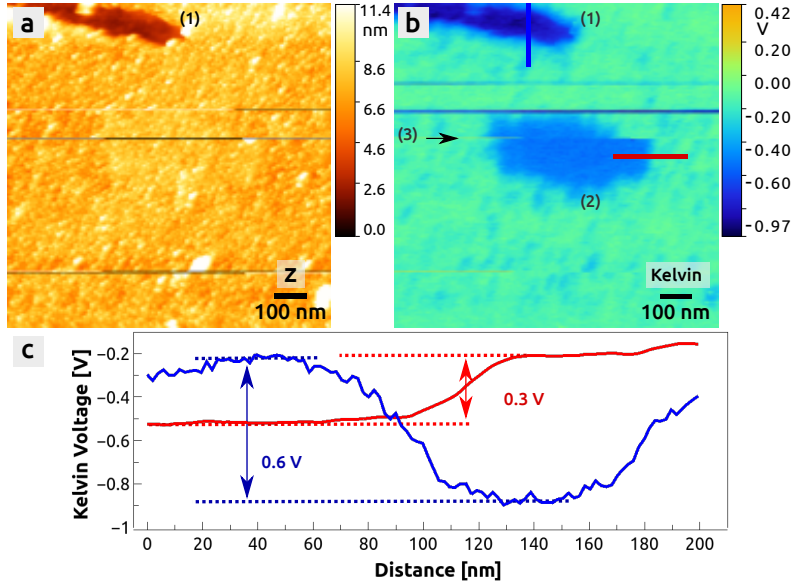 a
(1)
11.4
nm
8.6
6.6
4.6
2.6
0.0
Z
100 nm
b
(1)
(3)
(2)
Kelvin
100 nm
0.42
V
0.20
0.00
-0.20
-0.40
-0.60
-0.97
c
Kelvin Voltage [V]
−0.2
−0.4
−0.6
−0.8
−1
0.6 V
0.3 V
0
20
40
60
80
100
120
140
160
180
200
Distance [nm]